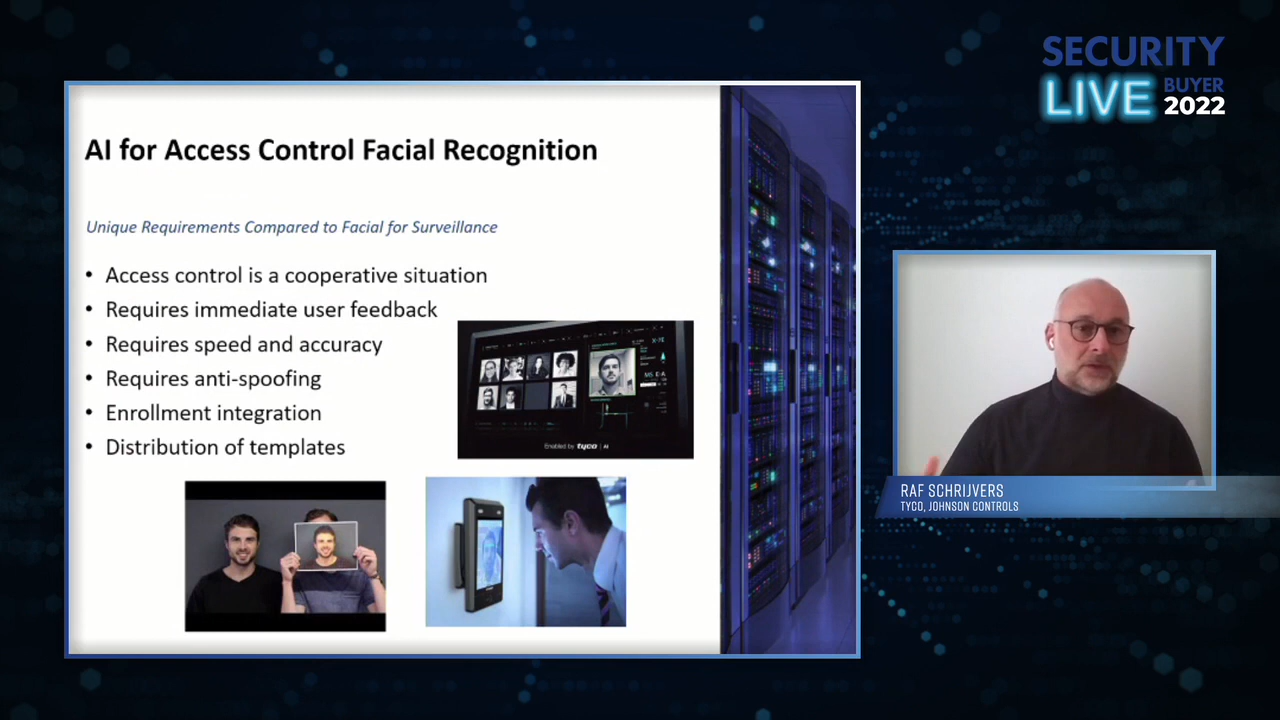 SECURITY
LIVE BUYER
2022
AI for Access Control Facial Recognition
Unique Requirements Compared to Facial for Surveillance
• Access control is a cooperative situation
• Requires immediate user feedback
• Requires speed and accuracy
• Requires anti-spoofing
• Enrollment integration
• Distribution of templates
Enabled by tyco | AI
RAF SCHRIJVERS
TYCO, JOHNSON CONTROLS